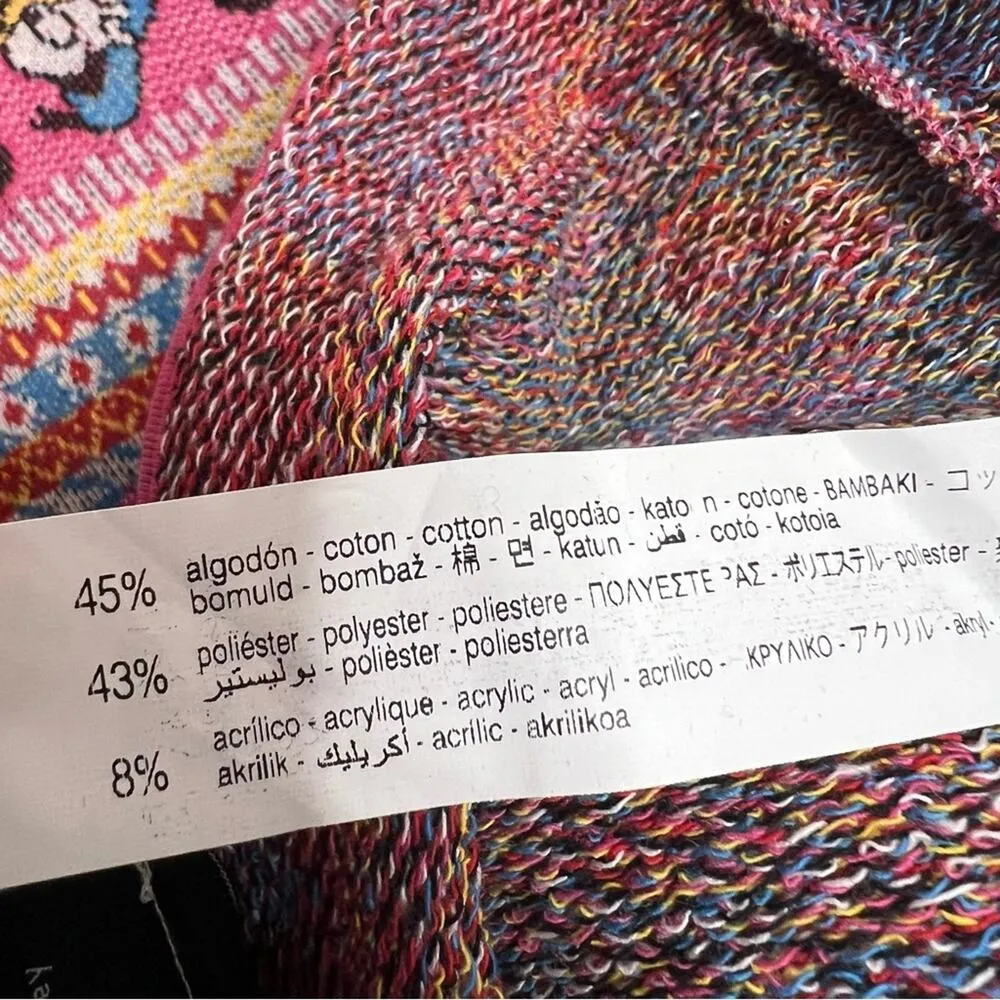 45% algodón - coton - cotton - algodão - kato n - cotone - BAMBAKI - コッ
bomuld - bombaž - 棉 - 면 - katun - قطن - cotó - kotoia
43% poliéster - polyester - poliestere - ΠΟΛΥΕΣΤΕ ΡΑΣ - ポリエステル - poliester -
بوليستير - polièster - poliesterra
8% acrílico - acrylique - acrylic - acryl - acrilico - .ΚΡΥΛΙΚΟ - アクリル - akryl -
akrilik - أكريليك - acrílic - akrilikoa